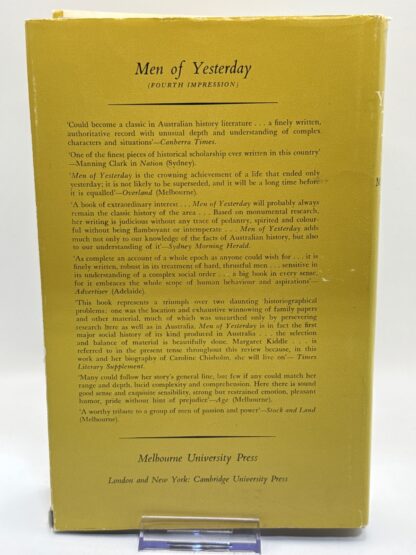 Men of Yesterday
(FOURTH IMPRESSION)
'Could become a classic in Australian history literature . . . a finely written,
authoritative record with unusual depth and understanding of complex
characters and situations'—Canberra Times.
'One of the finest pieces of historical scholarship ever written in this country'
—Manning Clark in Nation (Sydney).
'Men of Yesterday is the crowning achievement of a life that ended only
yesterday; it is not likely to be superseded, and it will be a long time before
it is equalled'—Overland (Melbourne).
'A book of extraordinary interest . . . Men of Yesterday will probably always
remain the classic history of the area . . . Based on monumental research,
her writing is judicious without any trace of pedantry, spirited and colour-
ful without being flamboyant or intemperate . . . Men of Yesterday adds
much not only to our knowledge of the facts of Australian history, but also
to our understanding of it'—Sydney Morning Herald.
'As complete an account of a whole epoch as anyone could wish for . . . it is
finely written, robust in its treatment of hard, thrustful men . . . sensitive in
its understanding of a complex social order . . . a big book in every sense,
for it embraces the whole scope of human behaviour and aspirations'—
Advertiser (Adelaide).
'This book represents a triumph over two daunting historiographical
problems: one was the location and exhaustive winnowing of family papers
and other material, much of which was unearthed only by persevering
research here as well as in Australia. Men of Yesterday is in fact the first
major social history of its kind produced in Australia . . . the selection
and balance of material is beautifully done. Margaret Kiddle . . . is
referred to in the present tense throughout this review because, in this
work and her biography of Caroline Chisholm, she will live on'— Times
Literary Supplement.
'Many could follow her story's general line, but few if any could match her
range and depth, lucid complexity and comprehension. Here there is sound
good sense and exquisite sensibility, strong but restrained emotion, pleasant
humor, pride without hint of prejudice'—Age (Melbourne).
'A worthy tribute to a group of men of passion and power'—Stock and Land
(Melbourne).
Melbourne University Press
London and New York: Cambridge University Press